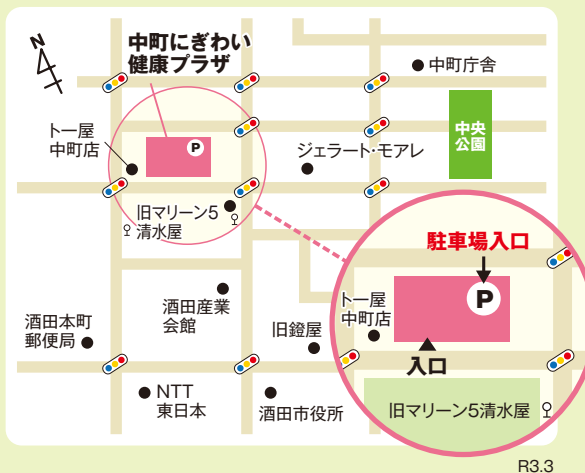 N
中町にぎわい
健康プラザ
中町庁舎
中央
公園
P
トー屋
中町店
ジェラート・モアレ
旧マリーン5
清水屋
駐車場入口
P
トー屋
中町店
入口
旧マリーン5清水屋
酒田産業
会館
酒田本町
郵便局
旧鐙屋
NTT
東日本
酒田市役所
R3.3